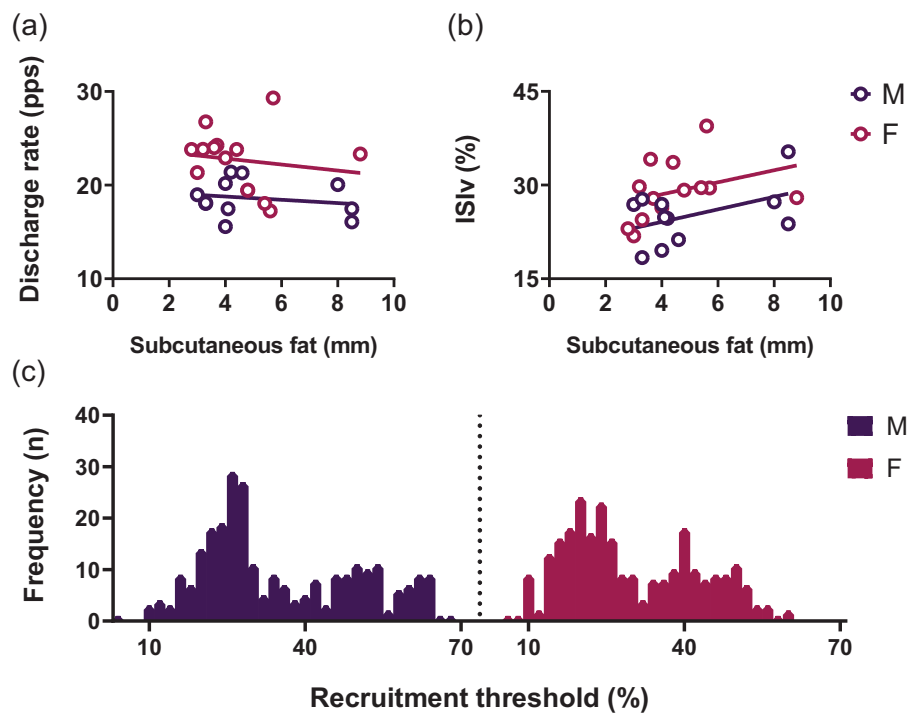 (a)
Discharge rate (pps)
30
20
10
0 2 4 6 8 10
Subcutaneous fat (mm)
(b)
ISIv (%)
45
30
15
0 2 4 6 8 10
Subcutaneous fat (mm)
M
F
(c)
Frequency (n)
40
30
20
10
0
10 40 70 10 40 70
Recruitment threshold (%)
M
F